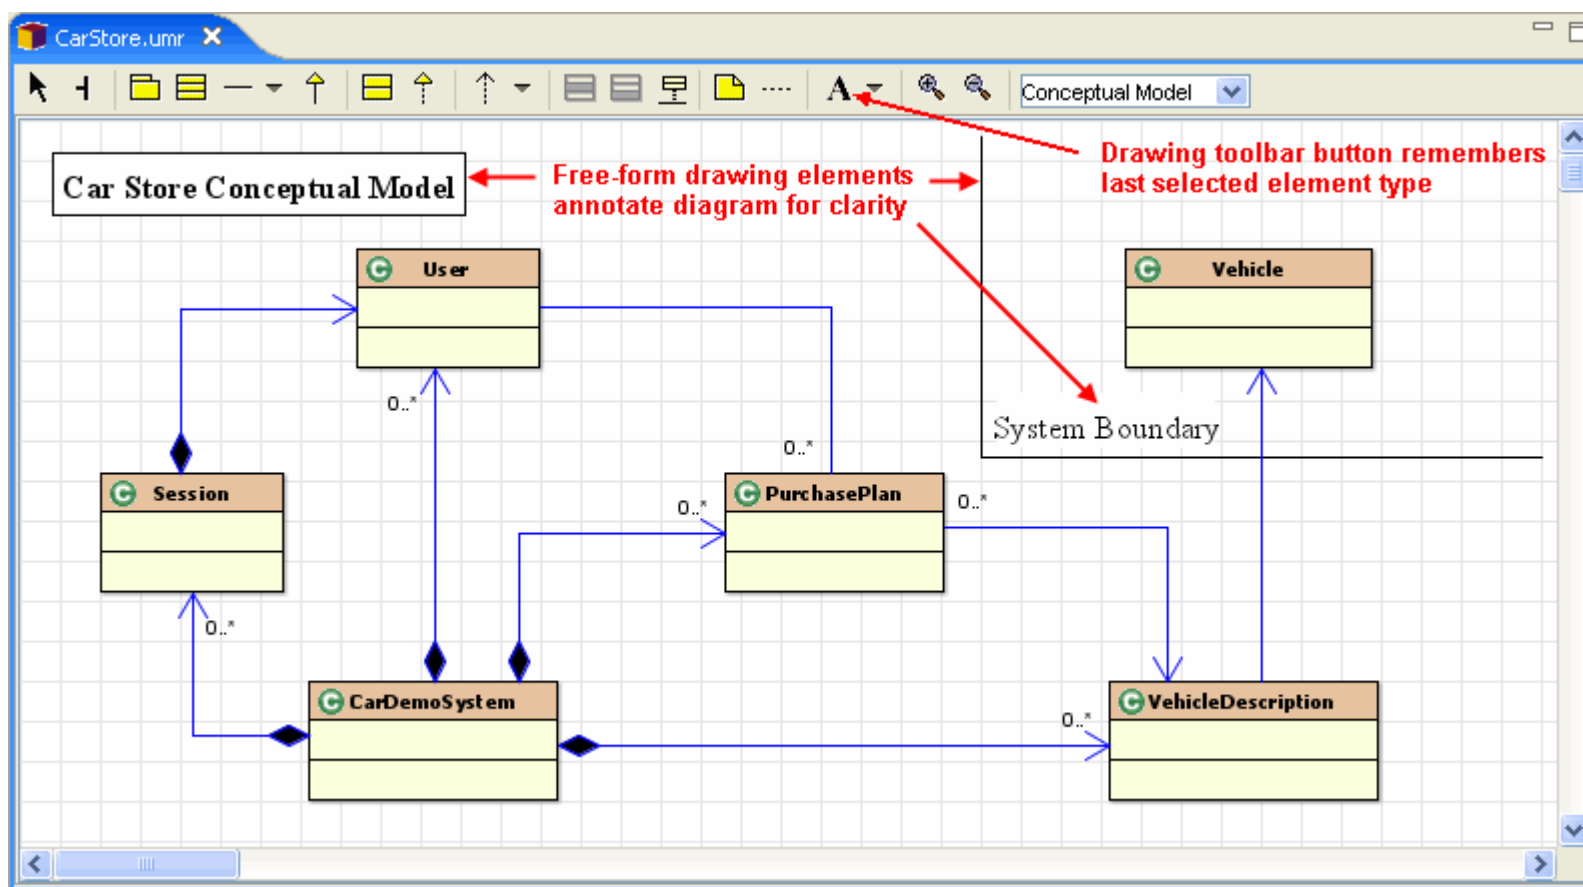 CarStore.umr
A
Conceptual Model
Drawing toolbar button remembers
last selected element type
Car Store Conceptual Model
Free-form drawing elements
annotate diagram for clarity
C User
C Vehicle
0..*
System Boundary
0..*
C Session
C PurchasePlan
0..*
0..*
0..*
C CarDemoSystem
C VehicleDescription
0..*